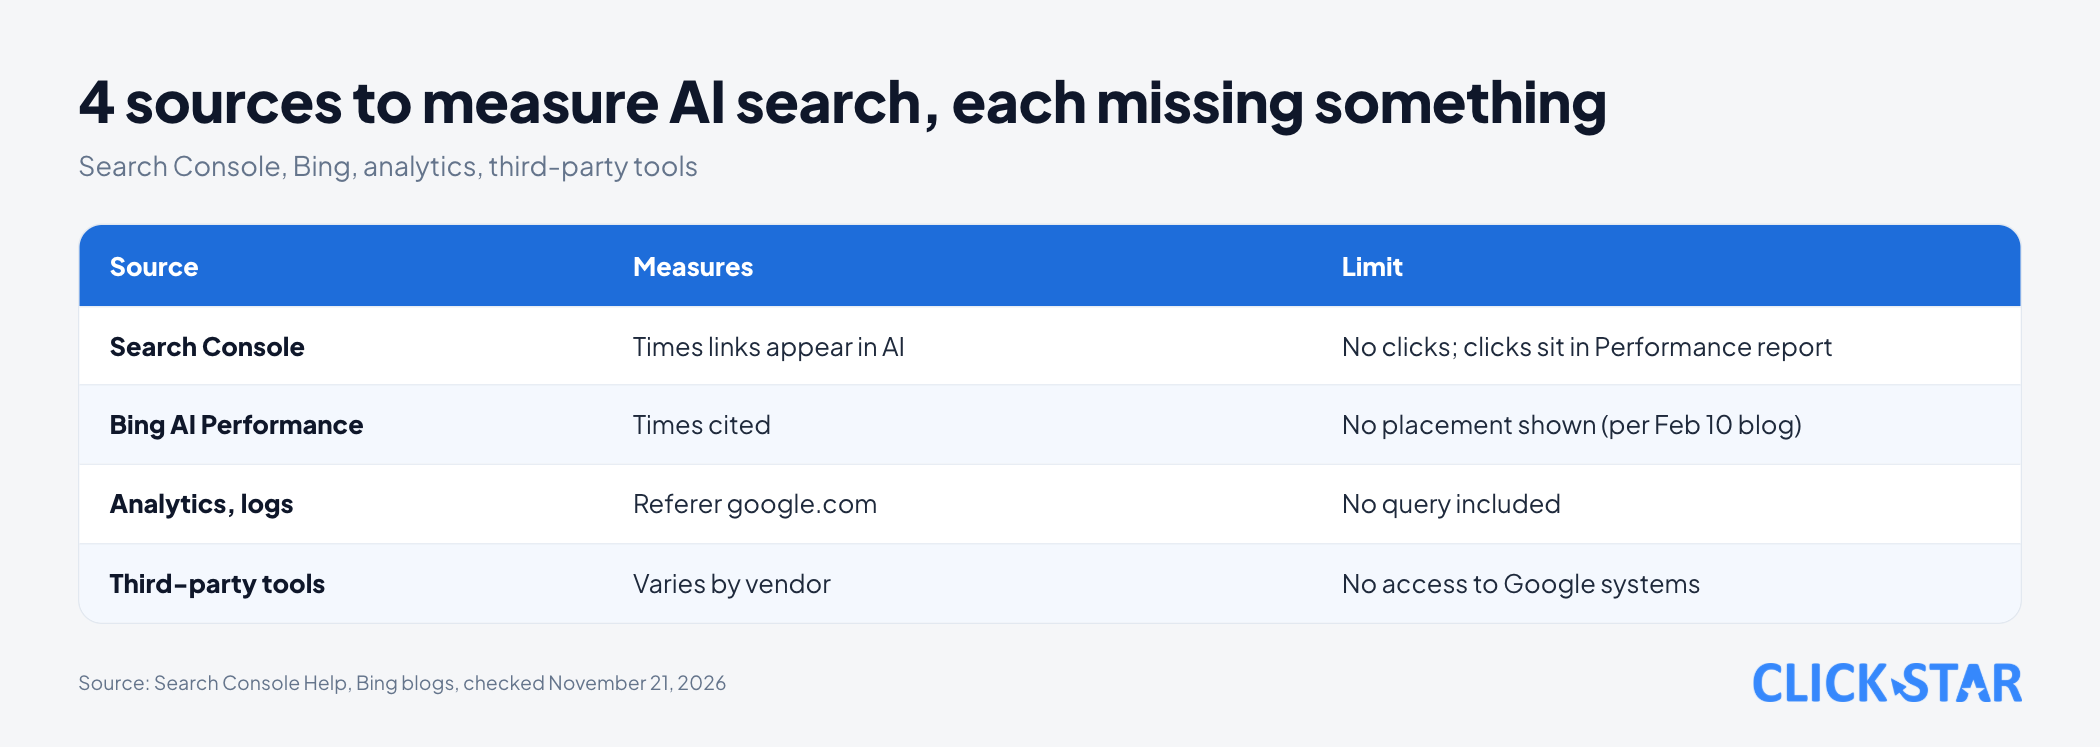 4 sources to measure AI search, each missing something
Search Console, Bing, analytics, third-party tools
Source Measures Limit
Search Console Times links appear in AI No clicks; clicks sit in Performance report
Bing AI Performance Times cited No placement shown (per Feb 10 blog)
Analytics, logs Referer google.com No query included
Third-party tools Varies by vendor No access to Google systems
Source: Search Console Help, Bing blogs, checked November 21, 2026
CLICK STAR